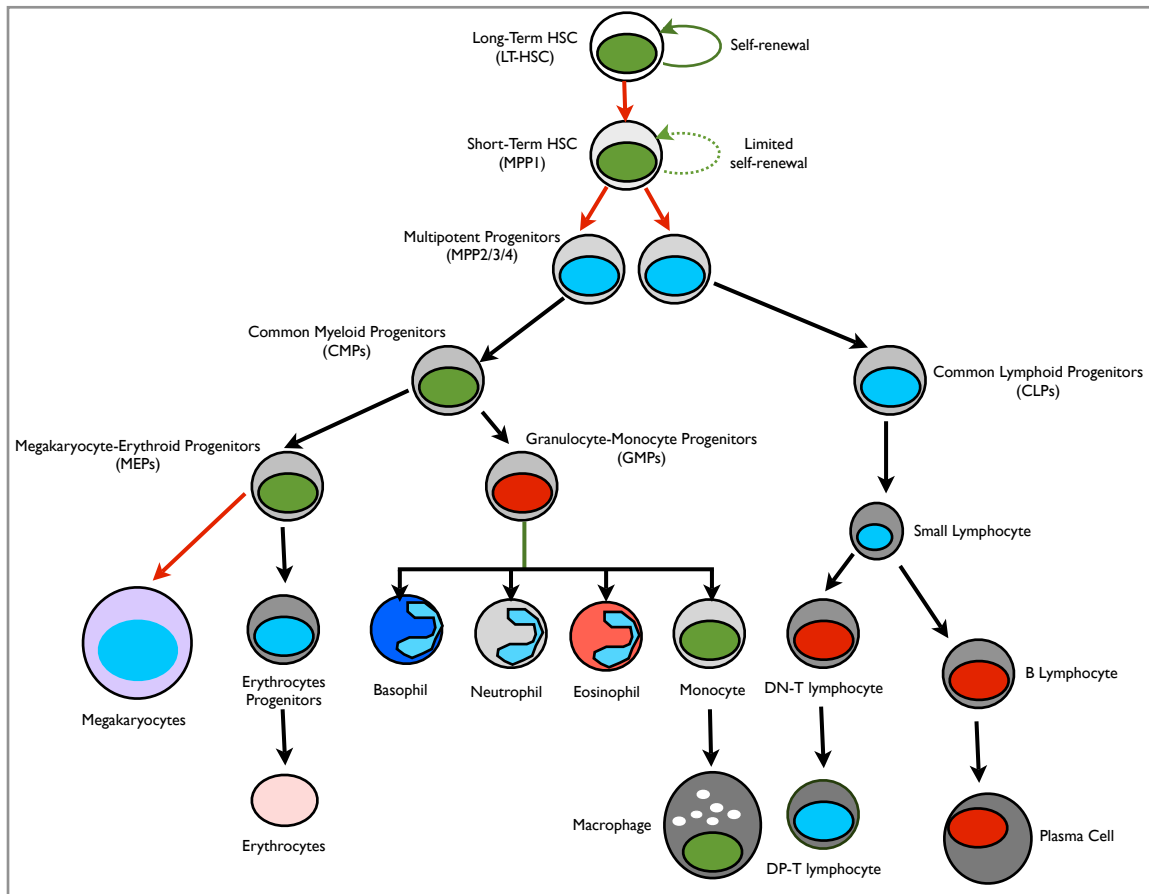 Long-Term HSC
(LT-HSC)
Self-renewal
Short-Term HSC
(MPP1)
Limited
self-renewal
Multipotent Progenitors
(MPP2/3/4)
Common Myeloid Progenitors
(CMPs)
Common Lymphoid Progenitors
(CLPs)
Megakaryocyte-Erythroid Progenitors
(MEPs)
Granulocyte-Monocyte Progenitors
(GMPs)
Small Lymphocyte
Megakaryocytes
Erythrocytes
Progenitors
Basophil
Neutrophil
Eosinophil
Monocyte
DN-T lymphocyte
B Lymphocyte
Erythrocytes
Macrophage
DP-T lymphocyte
Plasma Cell